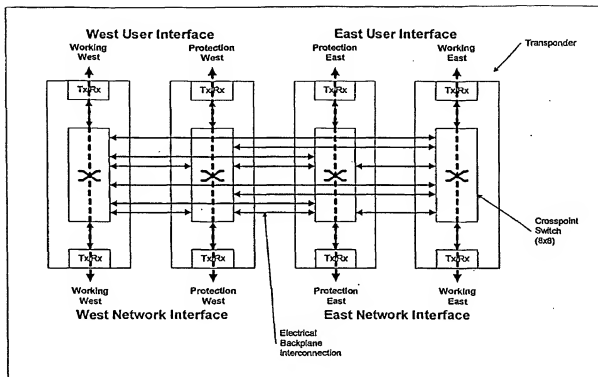 West User Interface
East User Interface
Working
West
Protection
West
Protection
East
Working
East
Transponder
Tx/Rx
Tx/Rx
Tx/Rx
Tx/Rx
Crosspoint
Switch
(8x8)
Tx/Rx
Tx/Rx
Tx/Rx
Tx/Rx
Working
West
Protection
West
Protection
East
Working
East
West Network Interface
East Network Interface
Electrical
Backplane
Interconnection